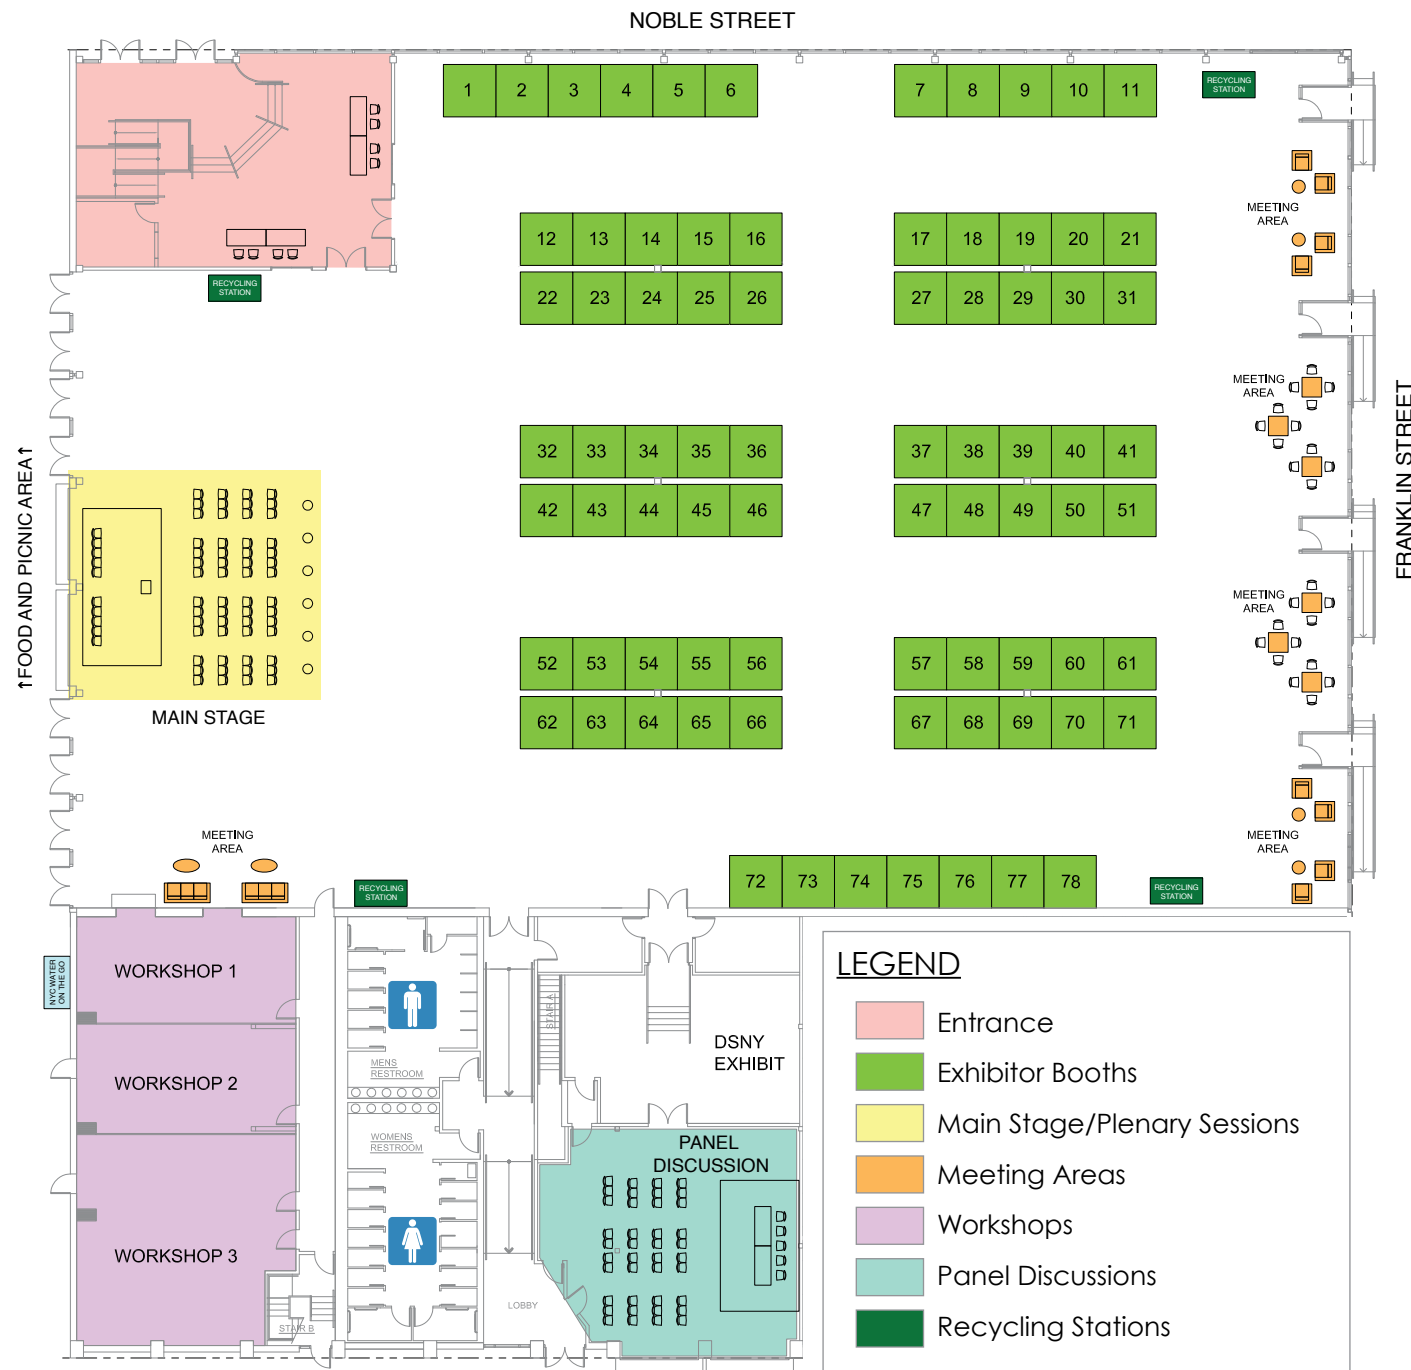 NOBLE STREET
1 2 3 4 5 6
7 8 9 10 11
RECYCLING
STATION
MEETING
AREA
12 13 14 15 16
17 18 19 20 21
RECYCLING
STATION
22 23 24 25 26
27 28 29 30 31
MEETING
AREA
FRANKLIN STREET
↑FOOD AND PICNIC AREA↑
32 33 34 35 36
37 38 39 40 41
42 43 44 45 46
47 48 49 50 51
MEETING
AREA
52 53 54 55 56
57 58 59 60 61
MAIN STAGE
62 63 64 65 66
67 68 69 70 71
MEETING
AREA
MEETING
AREA
72 73 74 75 76 77 78
RECYCLING
STATION
RECYCLING
STATION
NYC WATER
ON THE GO
WORKSHOP 1
WORKSHOP 2
WORKSHOP 3
MENS
RESTROOM
WOMENS
RESTROOM
STAIR A
STAIR B
LOBBY
DSNY
EXHIBIT
PANEL
DISCUSSION
LEGEND
Entrance
Exhibitor Booths
Main Stage/Plenary Sessions
Meeting Areas
Workshops
Panel Discussions
Recycling Stations